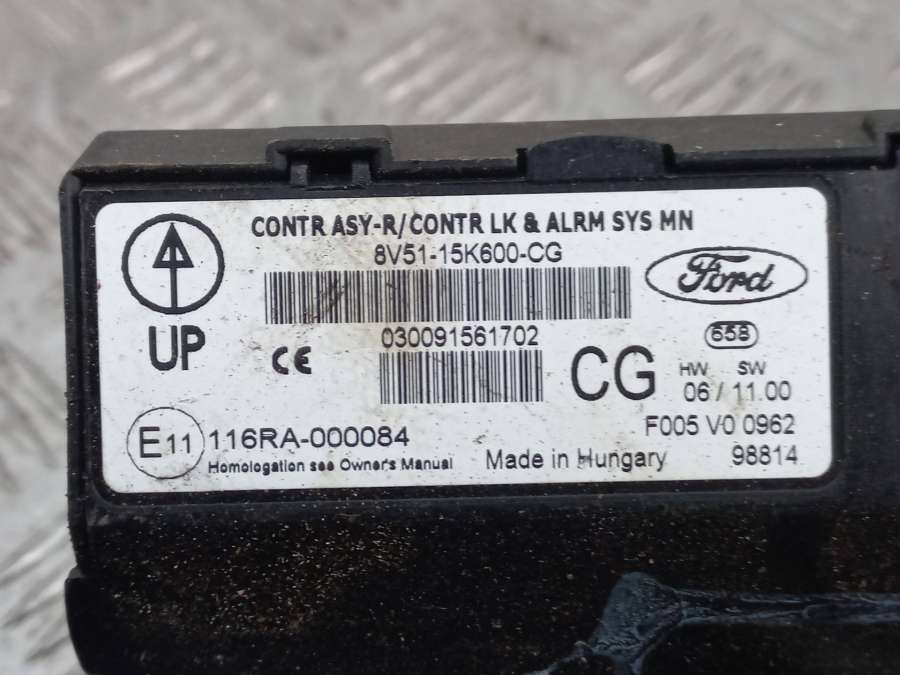 CONTR ASY-R/CONTR LK & ALRM SYS MN
8V51-15K600-CG
Ford
UP
030091561702
658
CE
CG
HW SW
06 / 11.00
E11
116RA-000084
F005 V0 0962
Homologation see Owner's Manual
Made in Hungary
98814